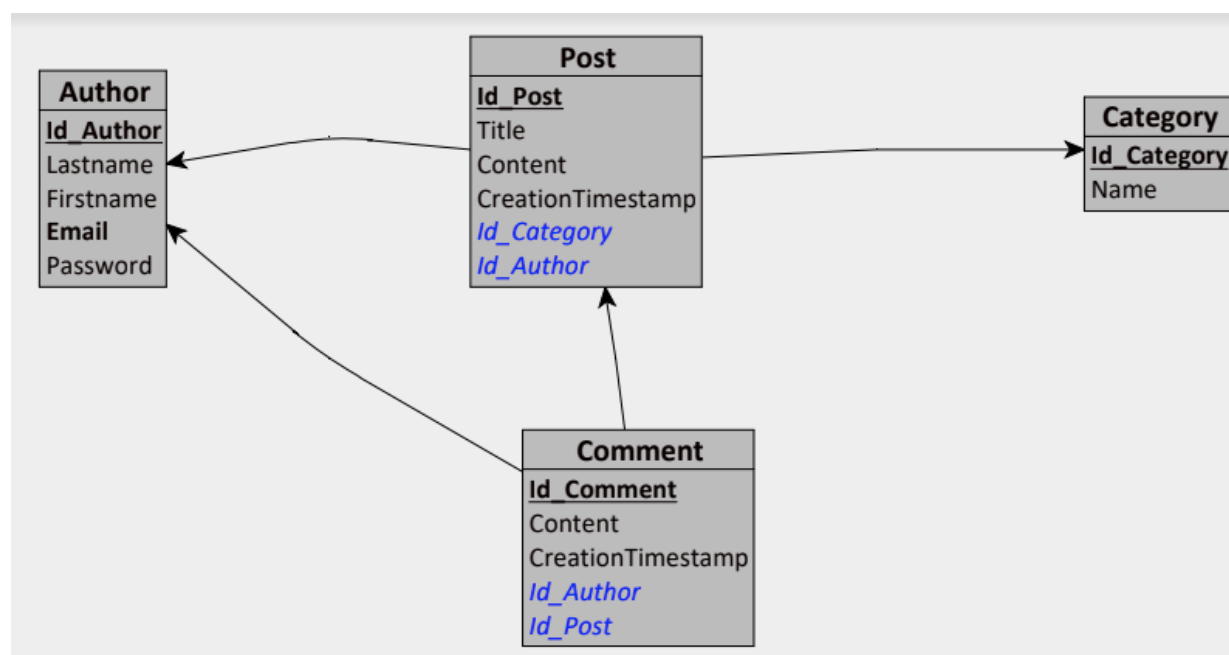 Author
Id_Author
Lastname
Firstname
Email
Password
Post
Id_Post
Title
Content
CreationTimestamp
Id_Category
Id_Author
Category
Id_Category
Name
Comment
Id_Comment
Content
CreationTimestamp
Id_Author
Id_Post